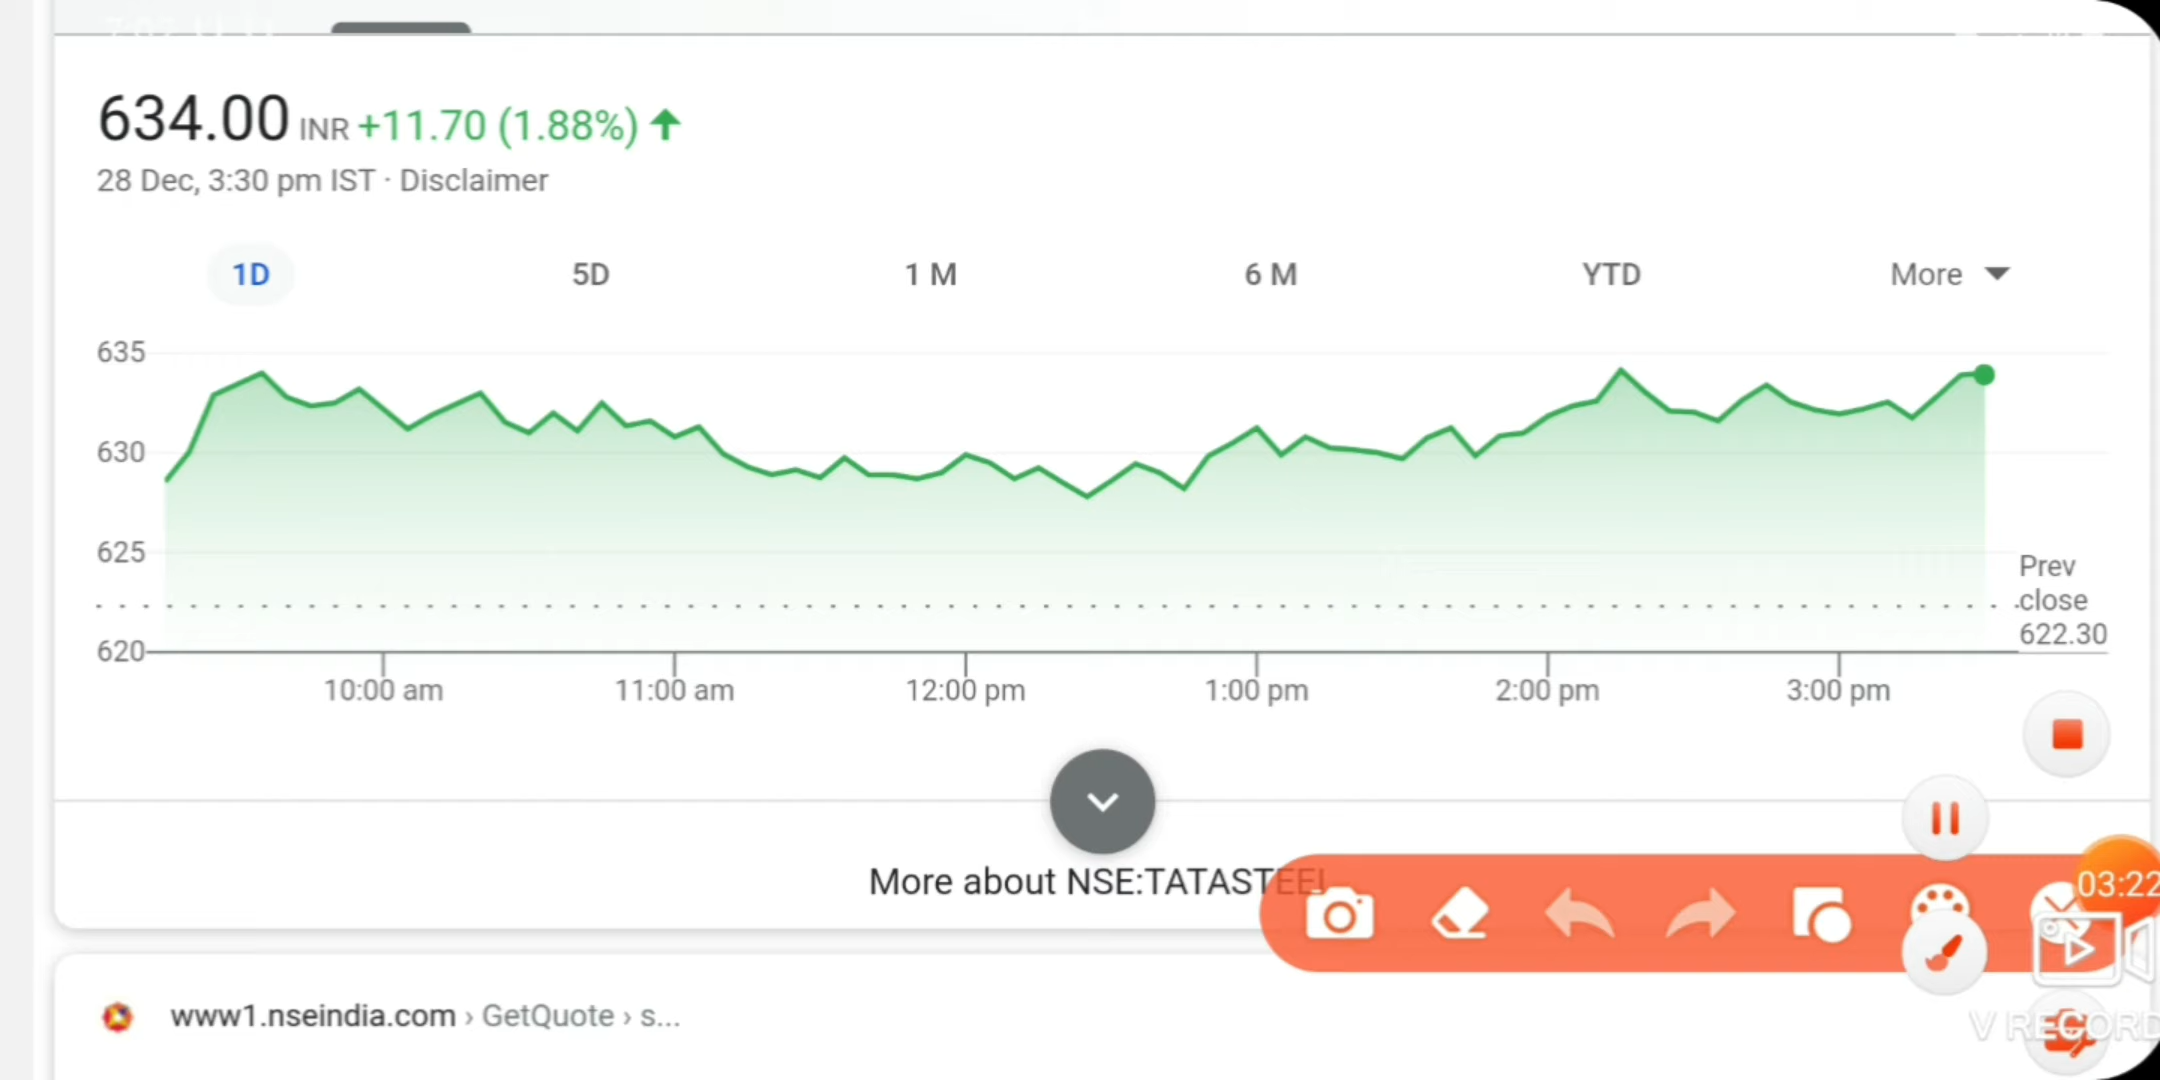 634.00 INR +11.70 (1.88%)
28 Dec, 3:30 pm IST · Disclaimer
1D 5D 1 M 6 M YTD More
635
630
625
620
Prev
close
622.30
10:00 am 11:00 am 12:00 pm 1:00 pm 2:00 pm 3:00 pm
More about NSE:TATASTEEL
03:22
www1.nseindia.com › GetQuote › s...
V RECORD